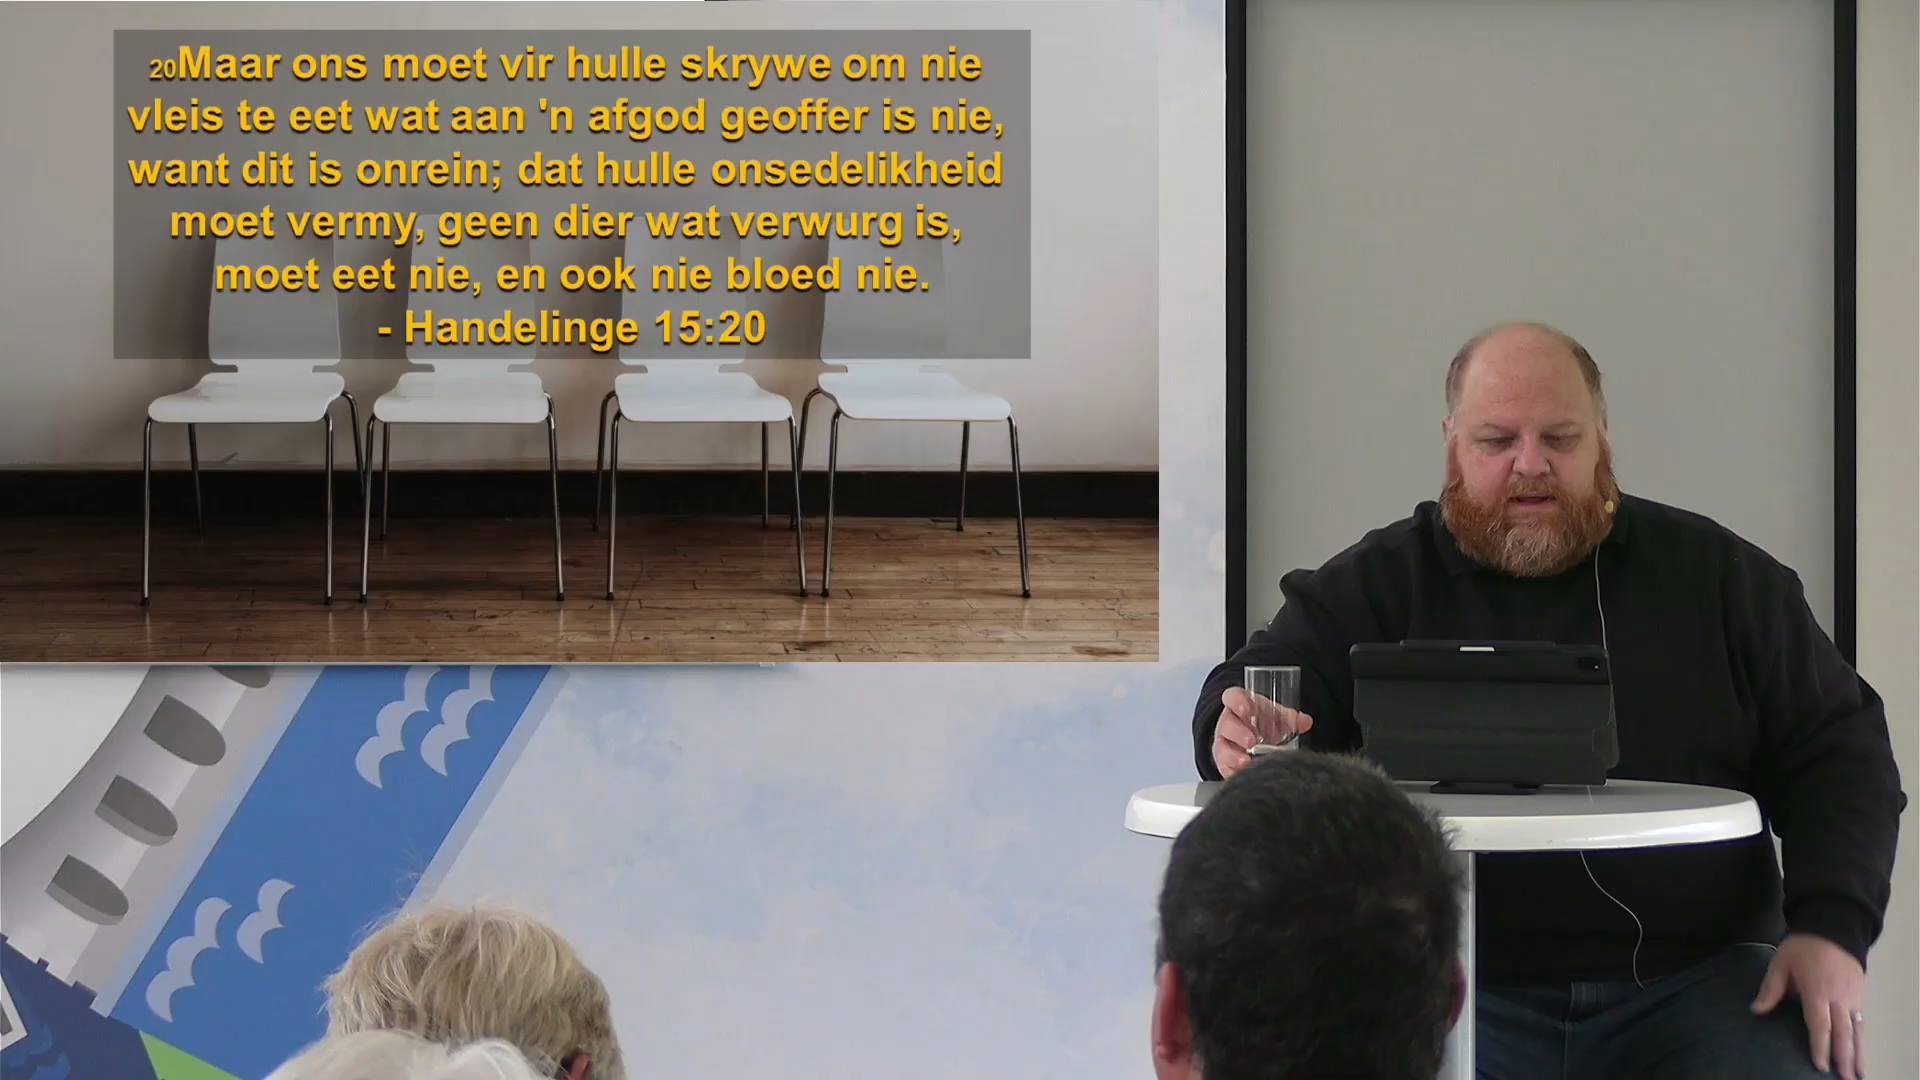 20Maar ons moet vir hulle skrywe om nie
vleis te eet wat aan 'n afgod geoffer is nie,
want dit is onrein; dat hulle onsedelikheid
moet vermy, geen dier wat verwurg is,
moet eet nie, en ook nie bloed nie.
- Handelinge 15:20